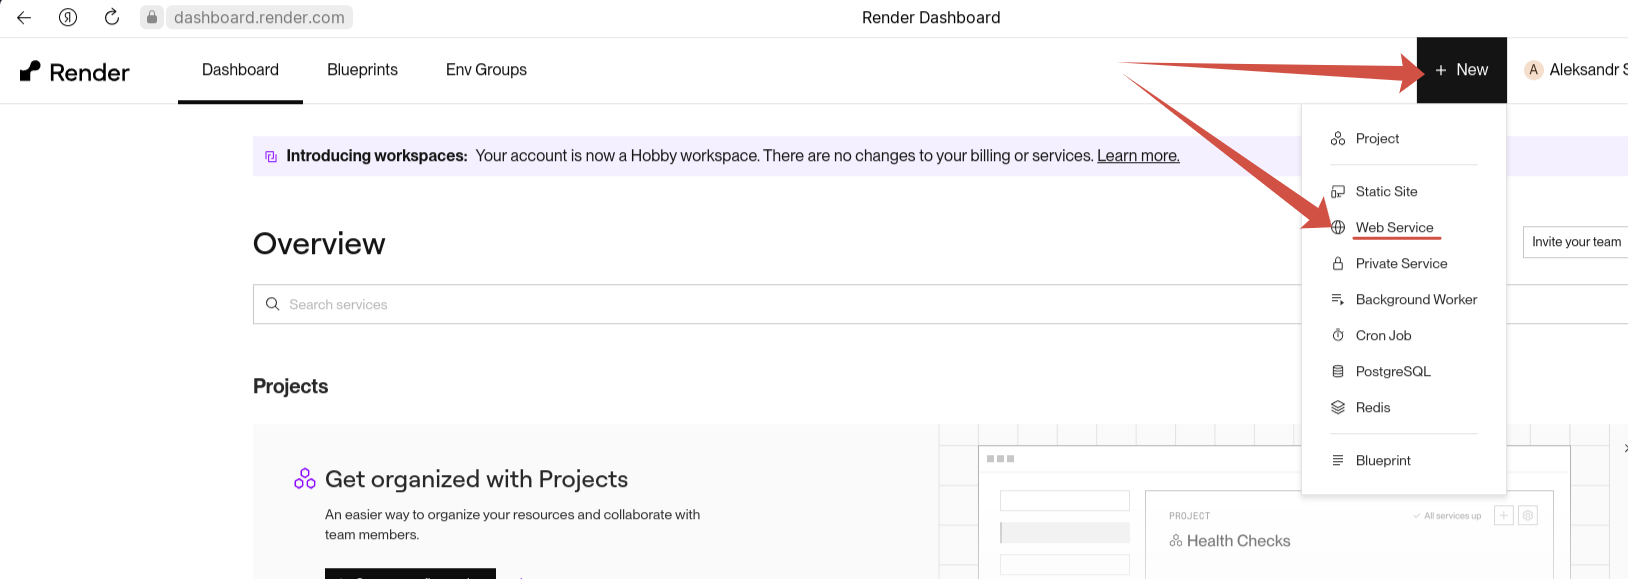 dashboard.render.com
Render Dashboard
Render
Dashboard
Blueprints
Env Groups
+ New
A
Aleksandr
Introducing workspaces: Your account is now a Hobby workspace. There are no changes to your billing or services. Learn more.
Project
Static Site
Web Service
Private Service
Background Worker
Cron Job
PostgreSQL
Redis
Blueprint
Overview
Invite your team
Search services
Projects
Get organized with Projects
An easier way to organize your resources and collaborate with
team members.
PROJECT
All services up
Health Checks